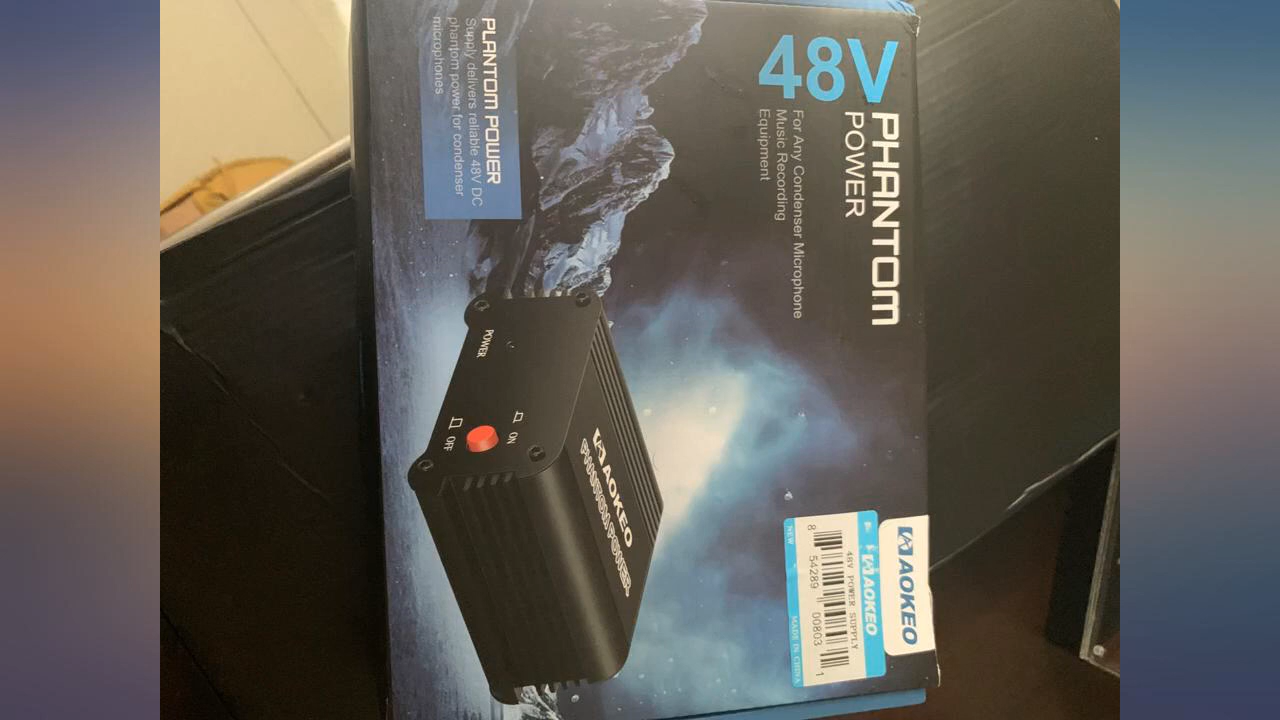 AOKEO
48V
PHANTOM
POWER
For Any Condenser Microphone
Music Recording
Equipment
PLANTOM POWER
Supply delivers reliable 48V DC
phantom power for condenser
microphones
POWER
ON
OFF
AOKEO
PHANTOM POWER
AOKEO
48V POWER SUPPLY
8 54289 00803 1
NEW MADE IN CHINA